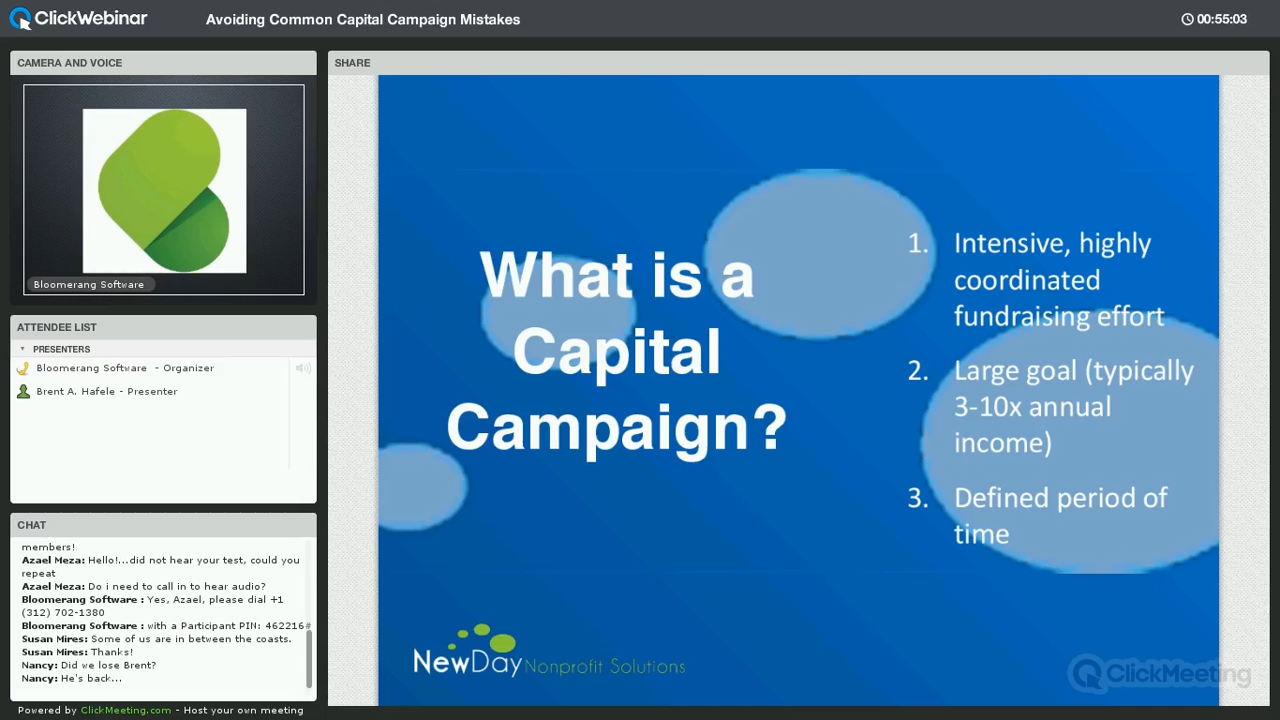 ClickWebinar
Avoiding Common Capital Campaign Mistakes
00:55:03
CAMERA AND VOICE
Bloomerang Software
ATTENDEE LIST
PRESENTERS
Bloomerang Software - Organizer
Brent A. Hafele - Presenter
CHAT
members!
Azael Meza: Hello!...did not hear your test, could you
repeat
Azael Meza: Do i need to call in to hear audio?
Bloomerang Software : Yes, Azael, please dial +1
(312) 702-1380
Bloomerang Software : with a Participant PIN: 462216#
Susan Mires: Some of us are in between the coasts.
Susan Mires: Thanks!
Nancy: Did we lose Brent?
Nancy: He's back...
Powered by ClickMeeting.com - Host your own meeting
SHARE
What is a
Capital
Campaign?
1. Intensive, highly
coordinated
fundraising effort
2. Large goal (typically
3-10x annual
income)
3. Defined period of
time
NewDay Nonprofit Solutions
ClickMeeting